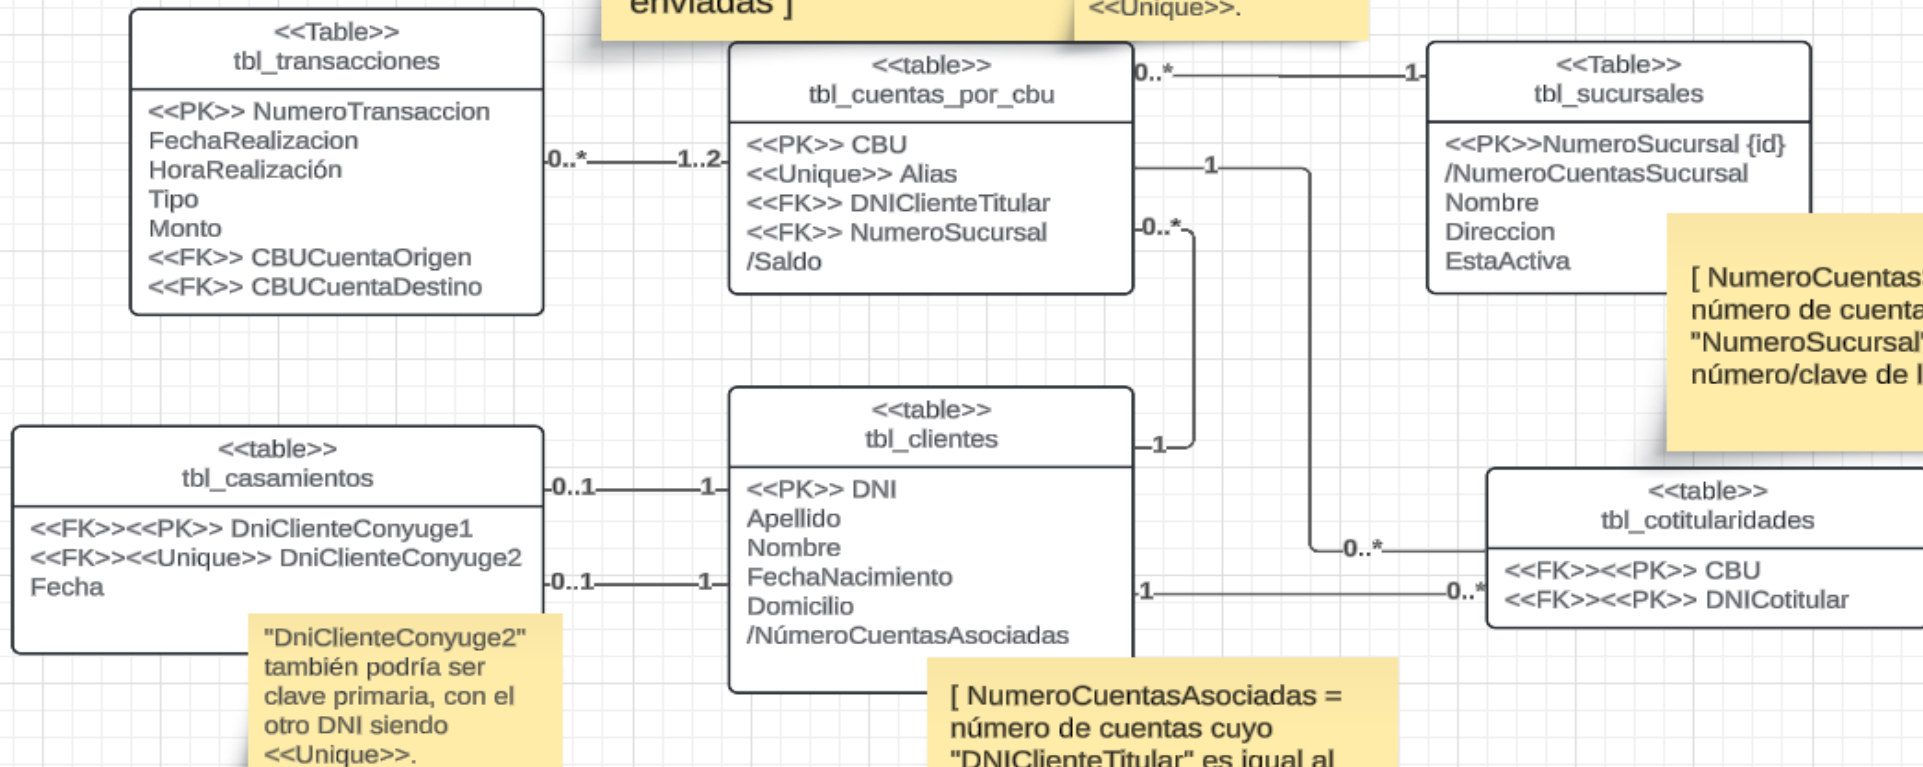 enviadas ]
<<Unique>>.
<<Table>>
tbl_transacciones
<<PK>> NumeroTransaccion
FechaRealizacion
HoraRealización
Tipo
Monto
<<FK>> CBUCuentaOrigen
<<FK>> CBUCuentaDestino
0..*
1..2
<<table>>
tbl_cuentas_por_cbu
<<PK>> CBU
<<Unique>> Alias
<<FK>> DNIClienteTitular
<<FK>> NumeroSucursal
/Saldo
0..*
1
1
0..*
<<Table>>
tbl_sucursales
<<PK>>NumeroSucursal {id}
/NumeroCuentasSucursal
Nombre
Direccion
EstaActiva
[ NumeroCuentas
número de cuenta
"NumeroSucursal"
número/clave de l
<<table>>
tbl_casamientos
<<FK>><<PK>> DniClienteConyuge1
<<FK>><<Unique>> DniClienteConyuge2
Fecha
0..1
1
0..1
1
"DniClienteConyuge2"
también podría ser
clave primaria, con el
otro DNI siendo
<<Unique>>.
<<table>>
tbl_clientes
<<PK>> DNI
Apellido
Nombre
FechaNacimiento
Domicilio
/NúmeroCuentasAsociadas
1
0..*
1
0..*
[ NumeroCuentasAsociadas =
número de cuentas cuyo
"DNIClienteTitular" es igual al
<<table>>
tbl_cotitularidades
<<FK>><<PK>> CBU
<<FK>><<PK>> DNICotitular